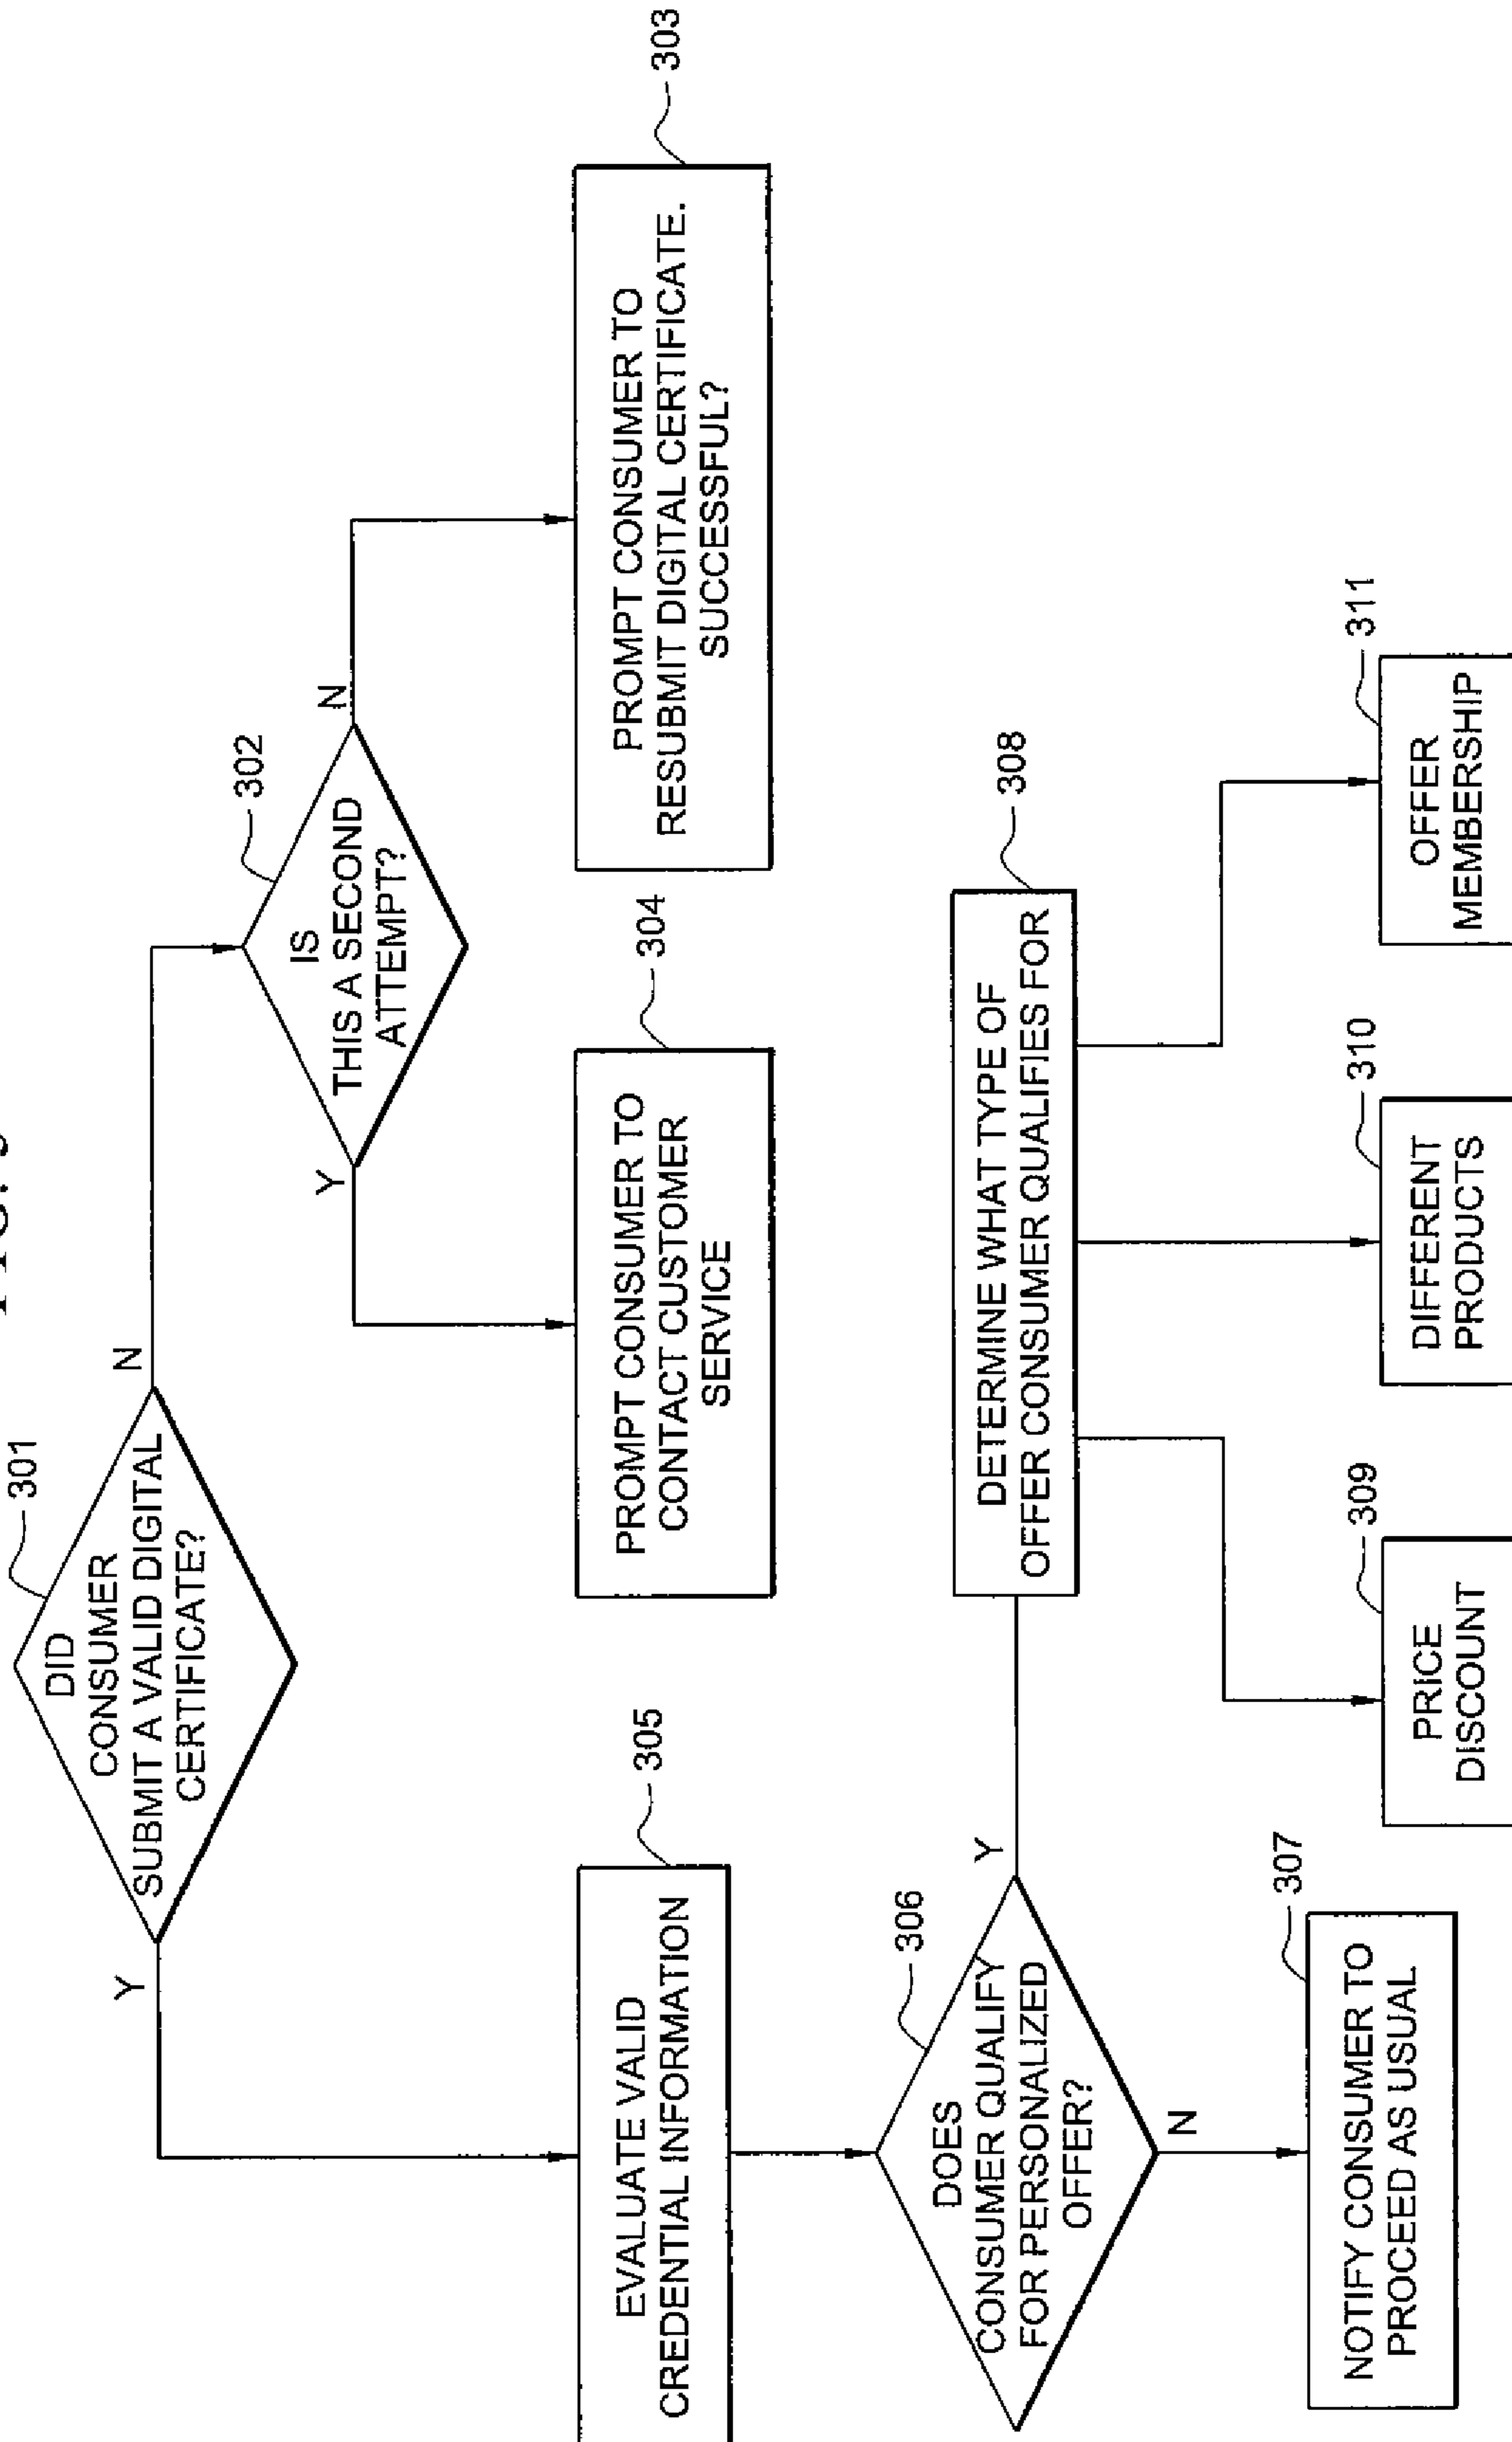 301
DID
CONSUMER
SUBMIT A VALID DIGITAL
CERTIFICATE?
Y
N
302
IS
THIS A SECOND
ATTEMPT?
Y
N
303
PROMPT CONSUMER TO
RESUBMIT DIGITAL CERTIFICATE.
SUCCESSFUL?
304
PROMPT CONSUMER TO
CONTACT CUSTOMER
SERVICE
305
EVALUATE VALID
CREDENTIAL INFORMATION
306
DOES
CONSUMER QUALIFY
FOR PERSONALIZED
OFFER?
Y
N
307
NOTIFY CONSUMER TO
PROCEED AS USUAL
308
DETERMINE WHAT TYPE OF
OFFER CONSUMER QUALIFIES FOR
309
PRICE
DISCOUNT
310
DIFFERENT
PRODUCTS
311
OFFER
MEMBERSHIP